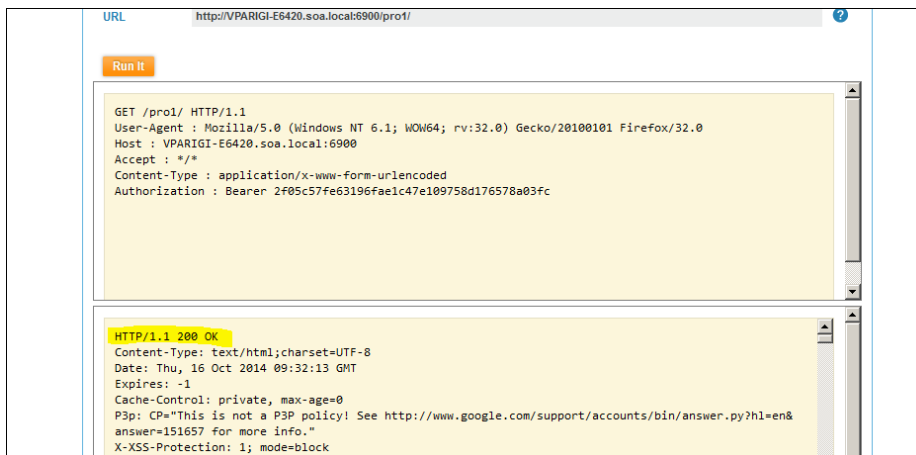 URL http://VPARIGI-E6420.soa.local:6900/pro1/ ?
Run It
GET /pro1/ HTTP/1.1
User-Agent : Mozilla/5.0 (Windows NT 6.1; WOW64; rv:32.0) Gecko/20100101 Firefox/32.0
Host : VPARIGI-E6420.soa.local:6900
Accept : */*
Content-Type : application/x-www-form-urlencoded
Authorization : Bearer 2f05c57fe63196fae1c47e109758d176578a03fc
HTTP/1.1 200 OK
Content-Type: text/html;charset=UTF-8
Date: Thu, 16 Oct 2014 09:32:13 GMT
Expires: -1
Cache-Control: private, max-age=0
P3p: CP="This is not a P3P policy! See http://www.google.com/support/accounts/bin/answer.py?hl=en&
answer=151657 for more info."
X-XSS-Protection: 1; mode=block